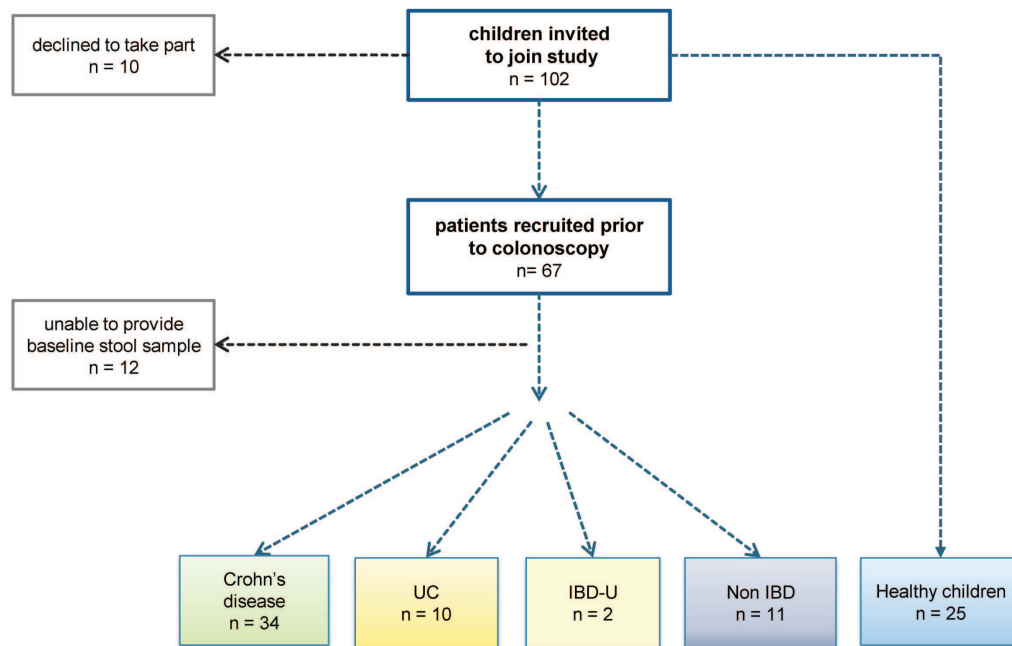 declined to take part
n = 10
children invited
to join study
n = 102
patients recruited prior
to colonoscopy
n= 67
unable to provide
baseline stool sample
n = 12
Crohn's
disease
n = 34
UC
n = 10
IBD-U
n = 2
Non IBD
n = 11
Healthy children
n = 25